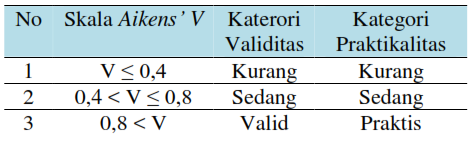 No Skala Aikens’ V Katerori Kategori
Validitas Praktikalitas
1 V ≤ 0,4 Kurang Kurang
2 0,4 < V ≤ 0,8 Sedang Sedang
3 0,8 < V Valid Praktis